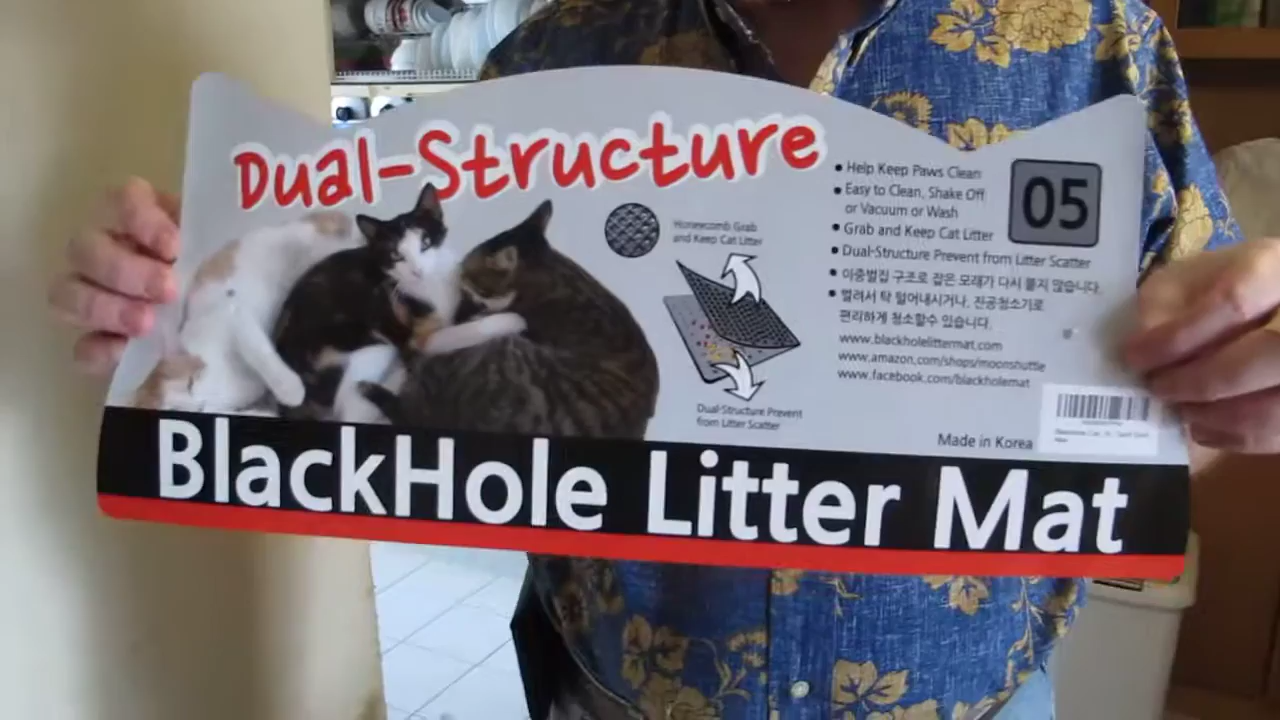 Dual-Structure
Honeycomb Grab
and Keep Cat Litter
Dual-Structure Prevent
from Litter Scatter
• Help Keep Paws Clean
• Easy to Clean, Shake Off
or Vacuum or Wash
• Grab and Keep Cat Litter
• Dual-Structure Prevent from Litter Scatter
• 이중벌집 구조로 잡은 모래가 다시 튿지 않습니다.
• 벌려서 탁 털어내시거나, 진공청소기로
편리하게 청소할수 있습니다.
www.blackholelittermat.com
www.amazon.com/shops/moonshuttle
www.facebook.com/blackholemat
05
Made in Korea
BlackHole Litter Mat